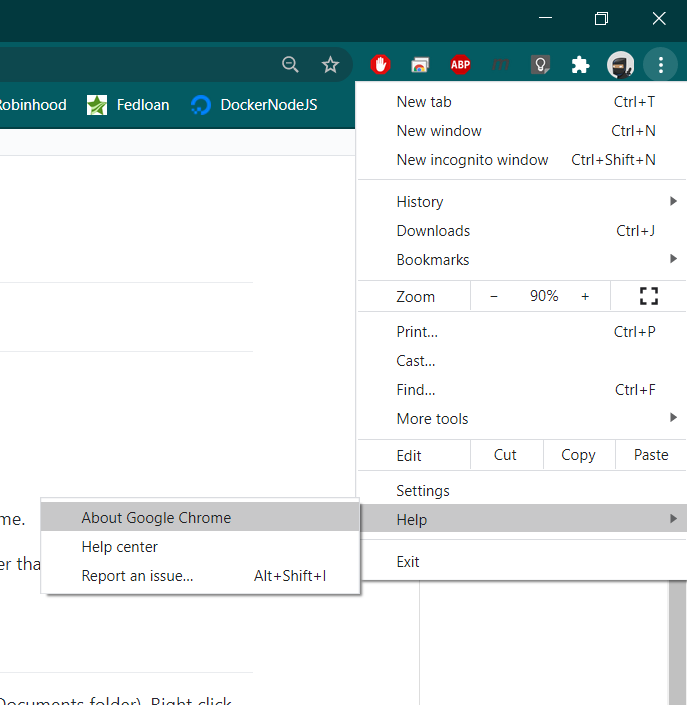 Robinhood Fedloan DockerNodeJS
ABP
New tab Ctrl+T
New window Ctrl+N
New incognito window Ctrl+Shift+N
History
Downloads Ctrl+J
Bookmarks
Zoom − 90% +
Print... Ctrl+P
Cast...
Find... Ctrl+F
More tools
Edit Cut Copy Paste
Settings
Help
Exit
About Google Chrome
Help center
Report an issue... Alt+Shift+I
me.
er tha
Documents folder). Right click